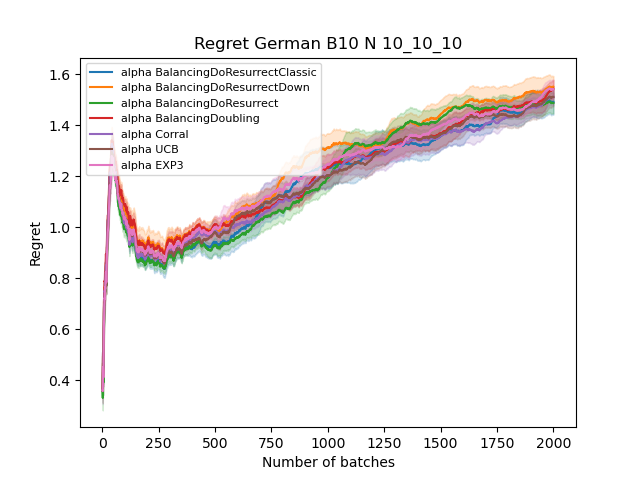 Regret German B10 N 10_10_10
alpha BalancingDoResurrectClassic
alpha BalancingDoResurrectDown
alpha BalancingDoResurrect
alpha BalancingDoubling
alpha Corral
alpha UCB
alpha EXP3
Regret
1.6
1.4
1.2
1.0
0.8
0.6
0.4
0 250 500 750 1000 1250 1500 1750 2000
Number of batches